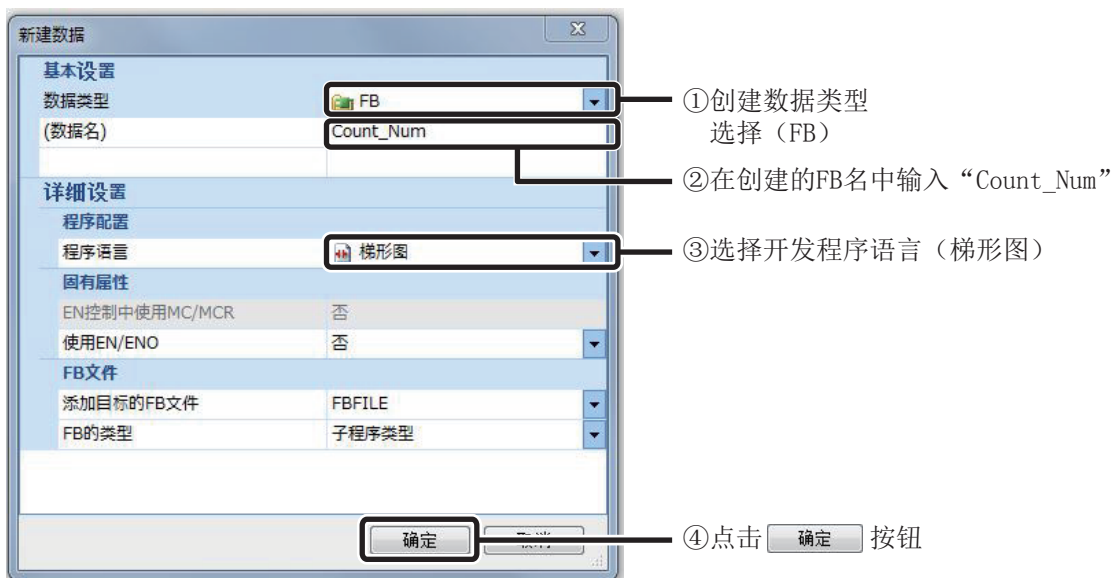 新建数据
基本设置
数据类型 FB
(数据名) Count_Num
详细设置
程序配置
程序语言 梯形图
固有属性
EN控制中使用MC/MCR 否
使用EN/ENO 否
FB文件
添加目标的FB文件 FBFILE
FB的类型 子程序类型
确定
①创建数据类型
选择（FB）
②在创建的FB名中输入“Count_Num”
③选择开发程序语言（梯形图）
④点击 确定 按钮